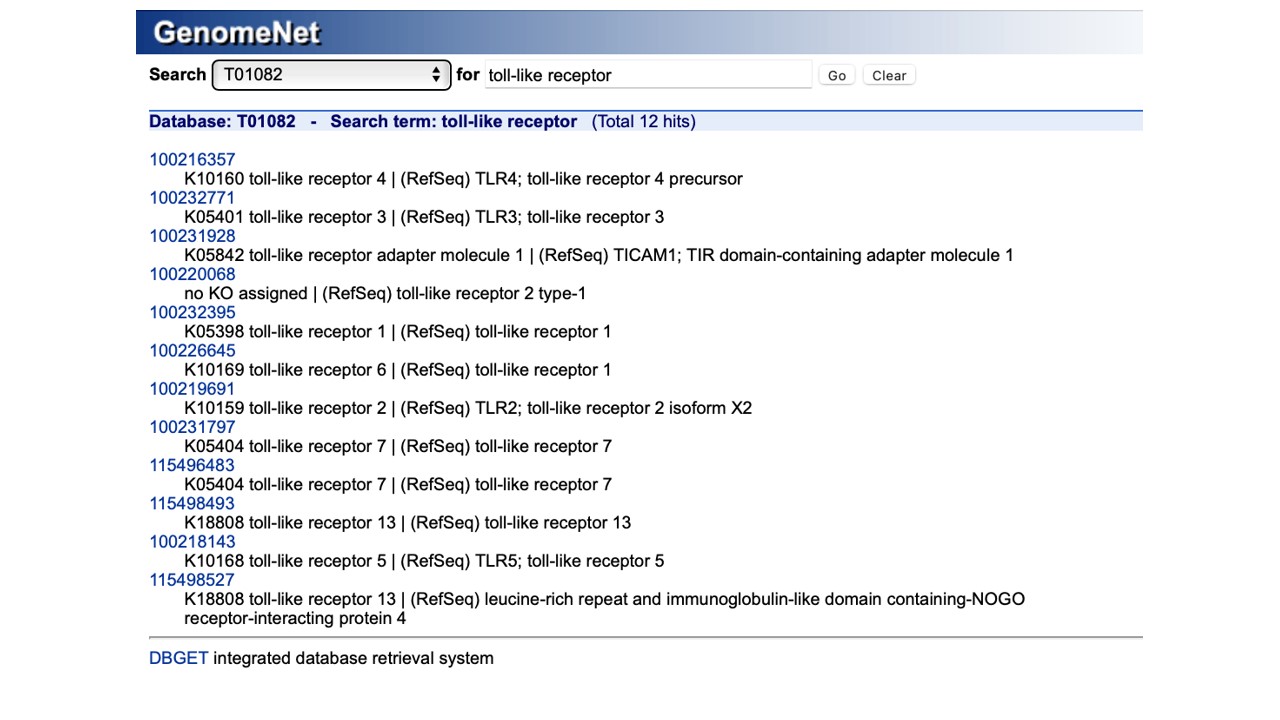 GenomeNet
Search T01082 for toll-like receptor Go Clear
Database: T01082 - Search term: toll-like receptor (Total 12 hits)
100216357
K10160 toll-like receptor 4 | (RefSeq) TLR4; toll-like receptor 4 precursor
100232771
K05401 toll-like receptor 3 | (RefSeq) TLR3; toll-like receptor 3
100231928
K05842 toll-like receptor adapter molecule 1 | (RefSeq) TICAM1; TIR domain-containing adapter molecule 1
100220068
no KO assigned | (RefSeq) toll-like receptor 2 type-1
100232395
K05398 toll-like receptor 1 | (RefSeq) toll-like receptor 1
100226645
K10169 toll-like receptor 6 | (RefSeq) toll-like receptor 1
100219691
K10159 toll-like receptor 2 | (RefSeq) TLR2; toll-like receptor 2 isoform X2
100231797
K05404 toll-like receptor 7 | (RefSeq) toll-like receptor 7
115496483
K05404 toll-like receptor 7 | (RefSeq) toll-like receptor 7
115498493
K18808 toll-like receptor 13 | (RefSeq) toll-like receptor 13
100218143
K10168 toll-like receptor 5 | (RefSeq) TLR5; toll-like receptor 5
115498527
K18808 toll-like receptor 13 | (RefSeq) leucine-rich repeat and immunoglobulin-like domain containing-NOGO
receptor-interacting protein 4
DBGET integrated database retrieval system